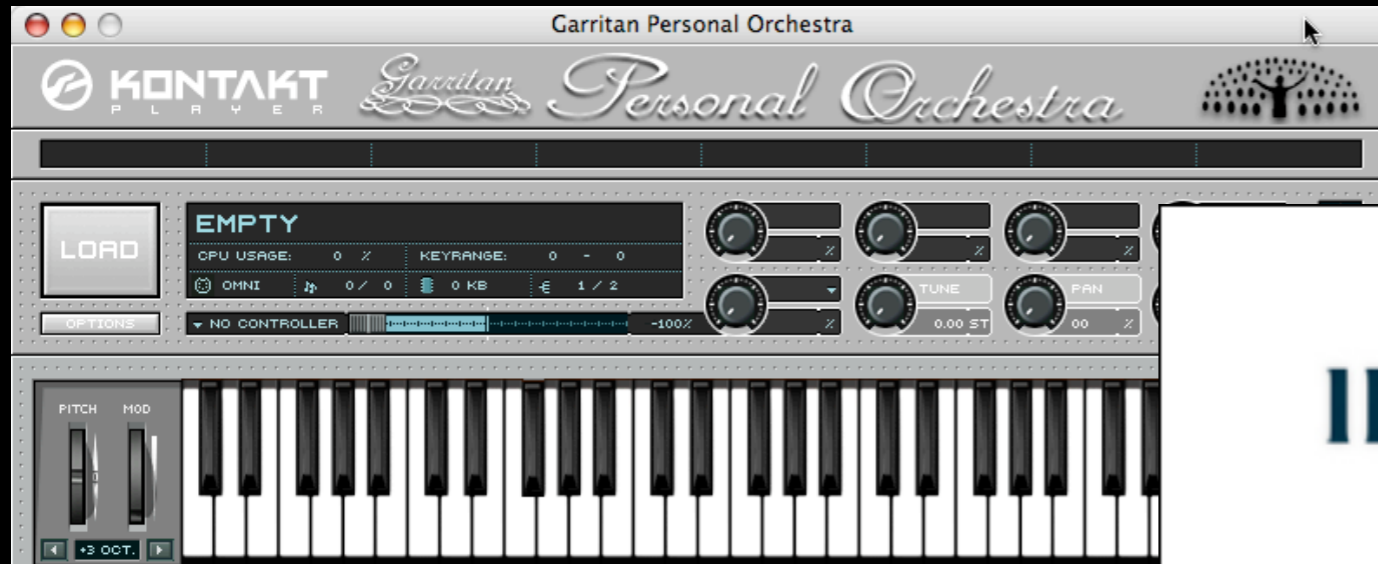 Garritan Personal Orchestra
KONTAKT Garritan Personal Orchestra
PLAYER
LOAD
EMPTY
CPU USAGE: 0 % KEYRANGE: 0 - 0
% % %
OMNI 0 / 0 0 KB 1 / 2
TUNE PAN
OPTIONS
NO CONTROLLER -100% % 0.00 ST 00 %
PITCH MOD
+3 OCT.